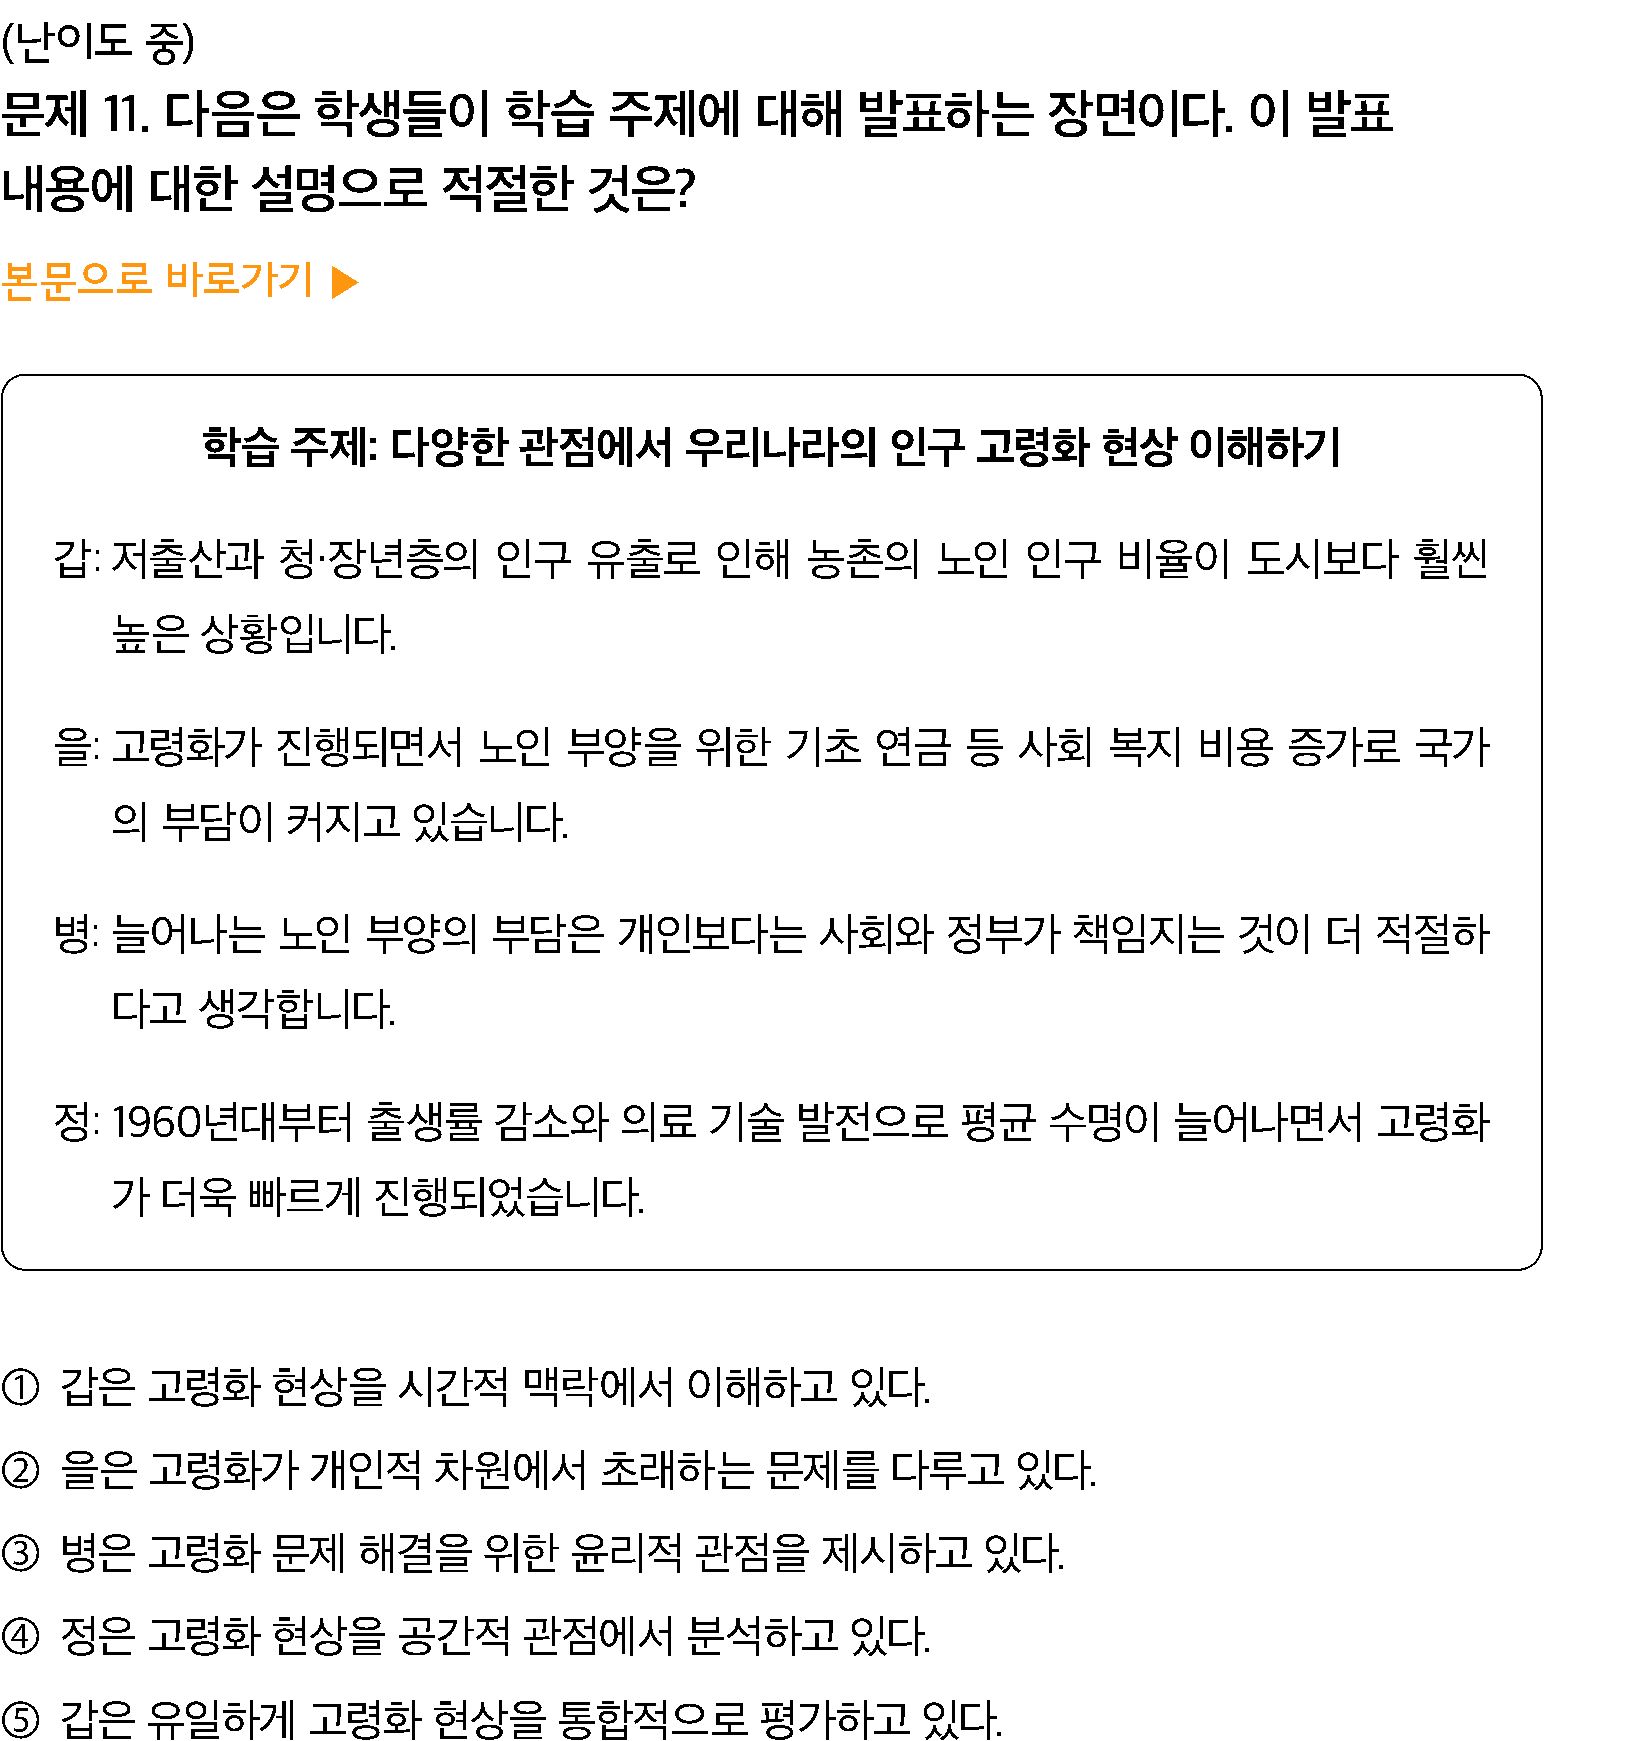 (난이도 중)
문제 11. 다음은 학생들이 학습 주제에 대해 발표하는 장면이다. 이 발표
내용에 대한 설명으로 적절한 것은?
본문으로 바로가기 ▶
학습 주제: 다양한 관점에서 우리나라의 인구 고령화 현상 이해하기
갑: 저출산과 청·장년층의 인구 유출로 인해 농촌의 노인 인구 비율이 도시보다 훨씬
높은 상황입니다.
을: 고령화가 진행되면서 노인 부양을 위한 기초 연금 등 사회 복지 비용 증가로 국가
의 부담이 커지고 있습니다.
병: 늘어나는 노인 부양의 부담은 개인보다는 사회와 정부가 책임지는 것이 더 적절하
다고 생각합니다.
정: 1960년대부터 출생률 감소와 의료 기술 발전으로 평균 수명이 늘어나면서 고령화
가 더욱 빠르게 진행되었습니다.
① 갑은 고령화 현상을 시간적 맥락에서 이해하고 있다.
② 을은 고령화가 개인적 차원에서 초래하는 문제를 다루고 있다.
③ 병은 고령화 문제 해결을 위한 윤리적 관점을 제시하고 있다.
④ 정은 고령화 현상을 공간적 관점에서 분석하고 있다.
⑤ 갑은 유일하게 고령화 현상을 통합적으로 평가하고 있다.